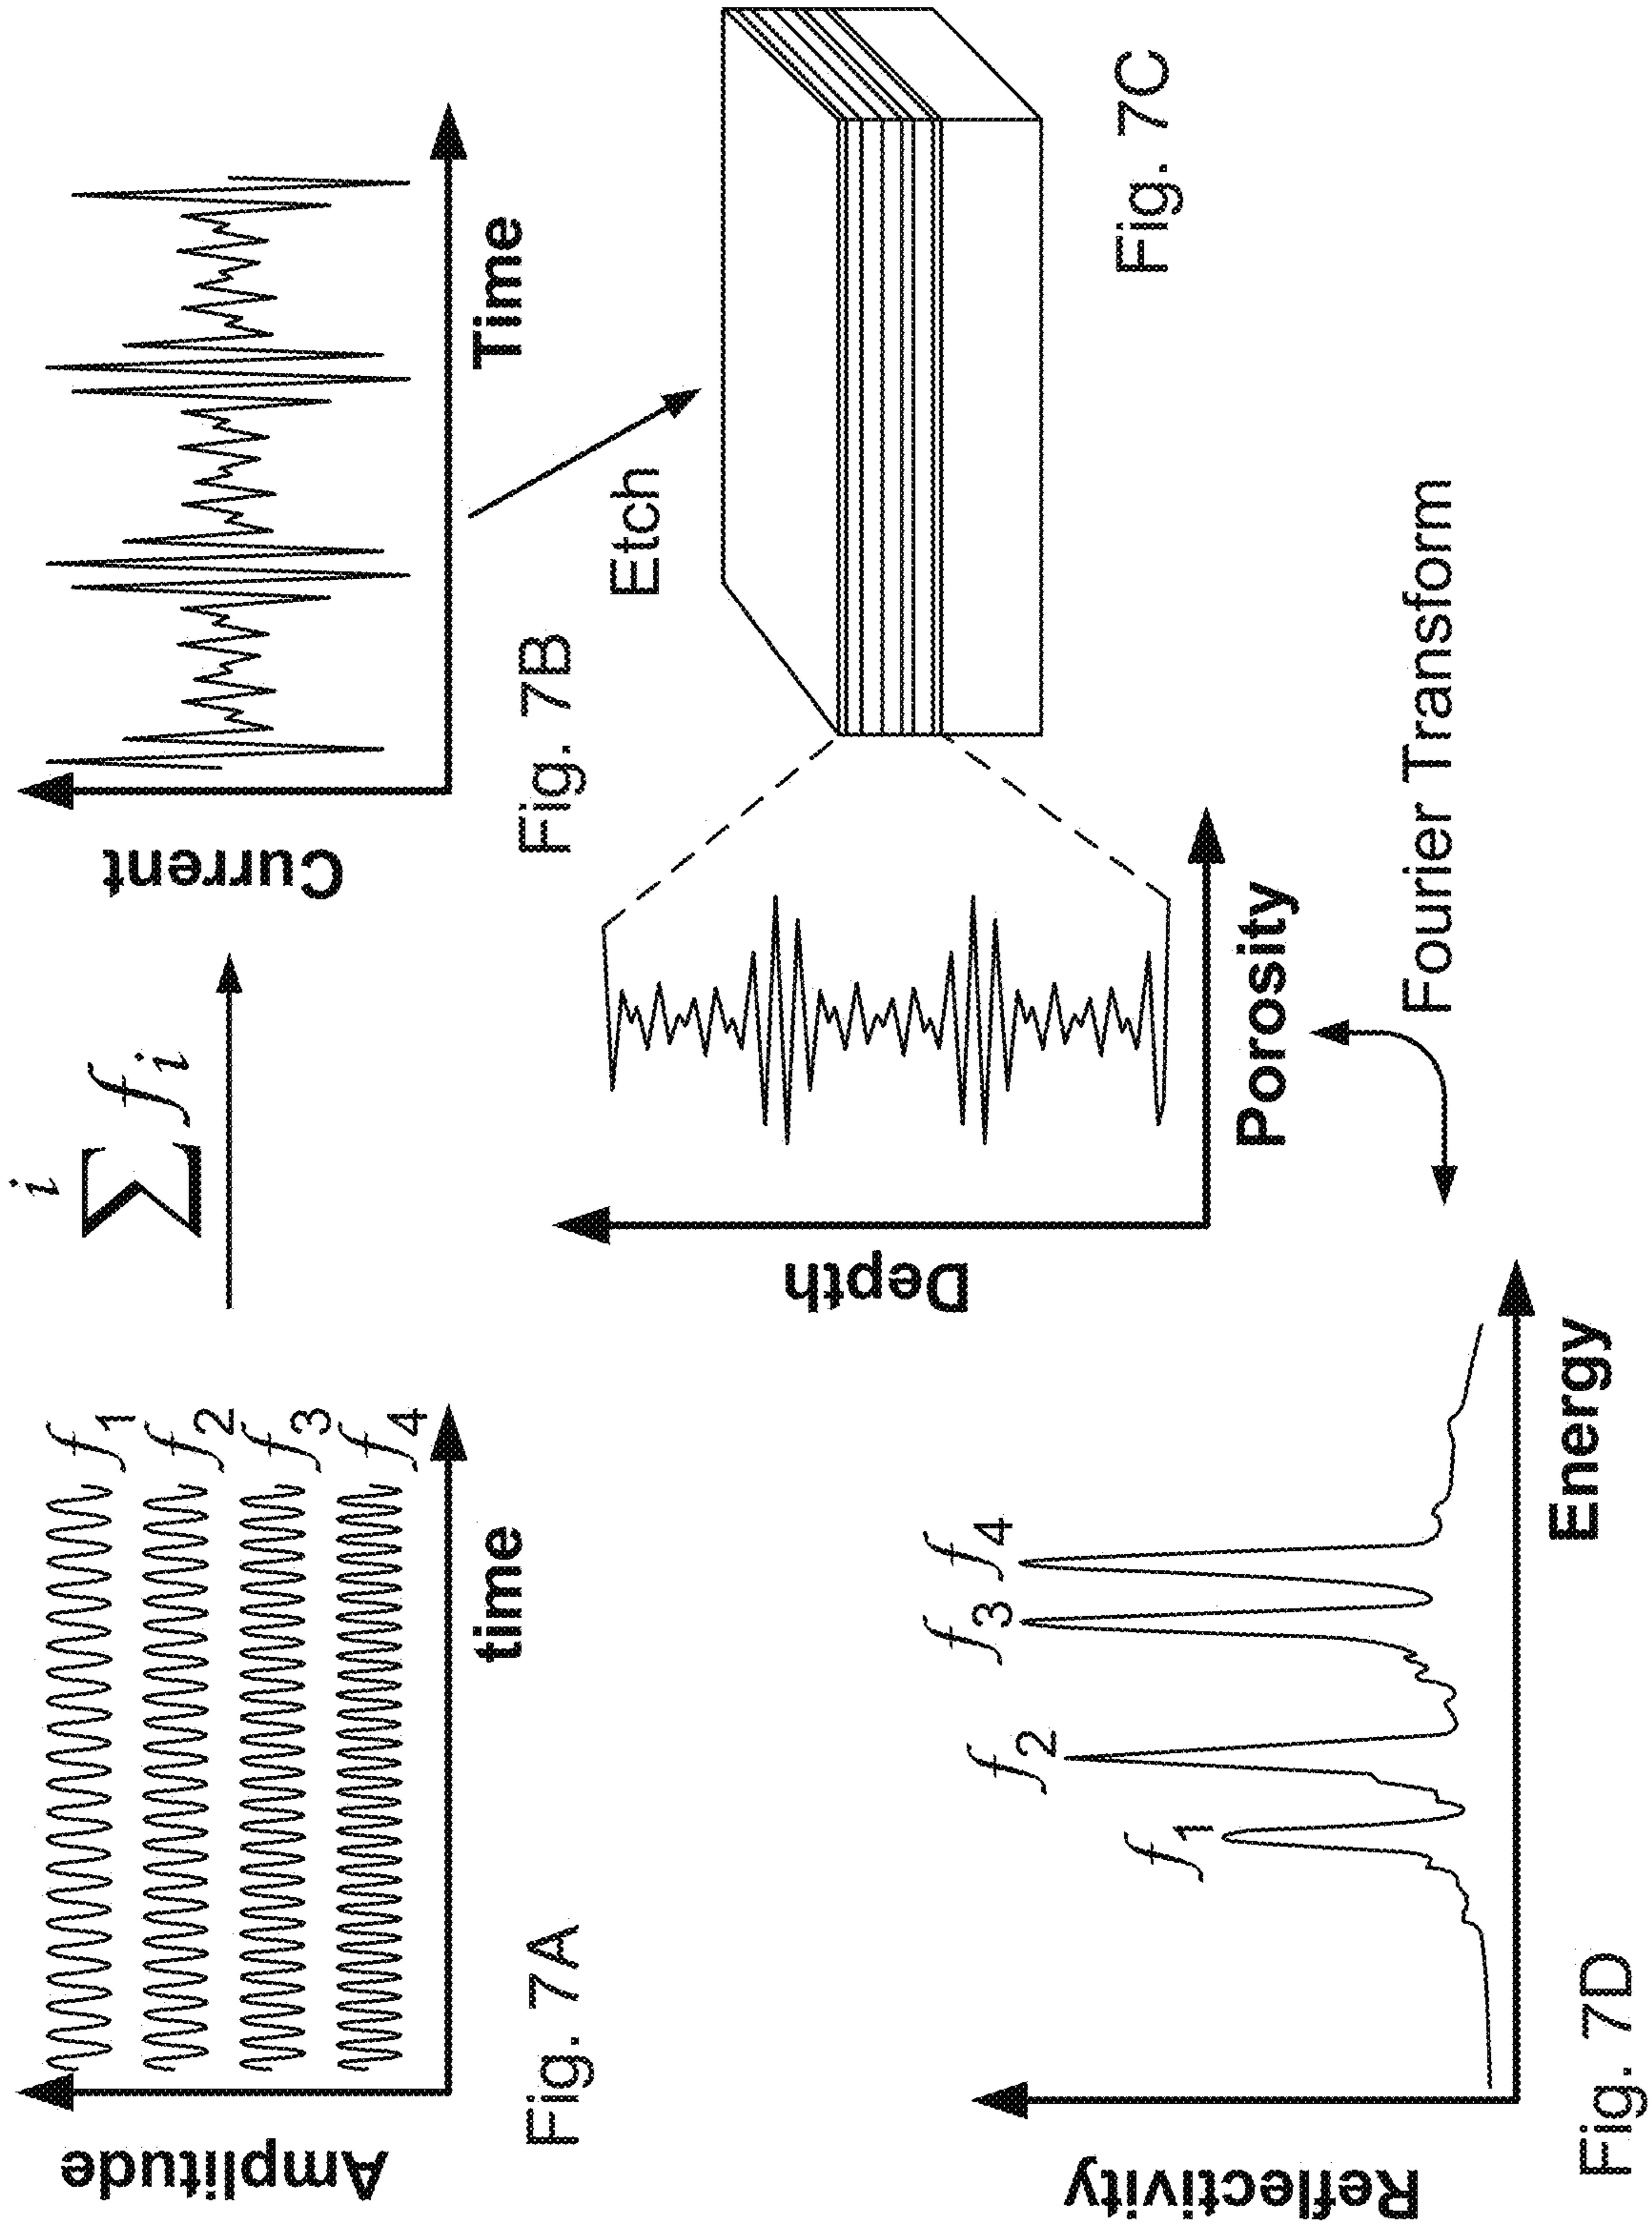 Amplitude
f1
f2
f3
f4
time
Fig. 7A
i
∑ fi
Current
Time
Fig. 7B
Etch
Fig. 7C
Depth
Porosity
Fourier Transform
Reflectivity
f1
f2
f3
f4
Energy
Fig. 7D